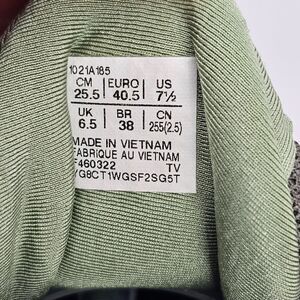 1021A185
CM EURO US
25.5 40.5 7½
UK BR CN
6.5 38 255(2.5)
MADE IN VIETNAM
FABRIQUE AU VIETNAM
F460322 TV
YG8CT1WGSF2SG5T